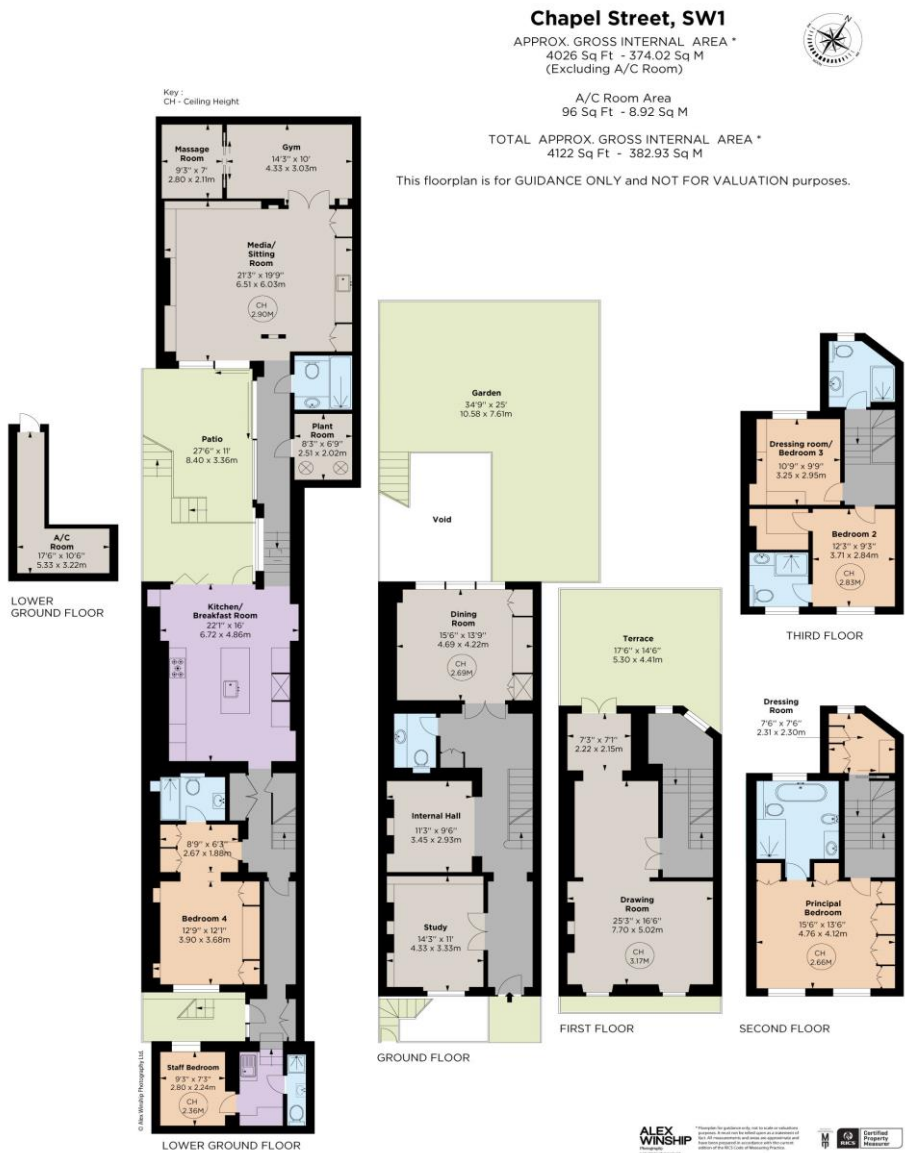 Chapel Street, SW1
APPROX. GROSS INTERNAL AREA *
4026 Sq Ft - 374.02 Sq M
(Excluding A/C Room)
A/C Room Area
96 Sq Ft - 8.92 Sq M
TOTAL APPROX. GROSS INTERNAL AREA *
4122 Sq Ft - 382.93 Sq M
This floorplan is for GUIDANCE ONLY and NOT FOR VALUATION purposes.
N
Key :
CH - Ceiling Height
Massage
Room
9'3" x 7'
2.80 x 2.11m
Gym
14'3" x 10'
4.33 x 3.03m
Media/
Sitting
Room
21'3" x 19'9"
6.51 x 6.03m
CH
2.90M
Patio
27'6" x 11'
8.40 x 3.36m
Plant
Room
8'3" x 6'9"
2.51 x 2.02m
A/C
Room
17'6" x 10'6"
5.33 x 3.22m
LOWER
GROUND FLOOR
Kitchen/
Breakfast Room
22'1" x 16'
6.72 x 4.86m
8'9" x 6'3"
2.67 x 1.88m
Bedroom 4
12'9" x 12'1"
3.90 x 3.68m
Staff Bedroom
9'3" x 7'3"
2.80 x 2.24m
CH
2.36M
© Alex Winship Photography Ltd
LOWER GROUND FLOOR
Garden
34'9" x 25'
10.58 x 7.61m
Void
Dining
Room
15'6" x 13'9"
4.69 x 4.22m
CH
2.69M
Internal Hall
11'3" x 9'6"
3.45 x 2.93m
Study
14'3" x 11'
4.33 x 3.33m
GROUND FLOOR
Terrace
17'6" x 14'6"
5.30 x 4.41m
7'3" x 7'1"
2.22 x 2.15m
Drawing
Room
25'3" x 16'6"
7.70 x 5.02m
CH
3.17M
FIRST FLOOR
Dressing room/
Bedroom 3
10'9" x 9'9"
3.25 x 2.95m
Bedroom 2
12'3" x 9'3"
3.71 x 2.84m
CH
2.83M
THIRD FLOOR
Dressing
Room
7'6" x 7'6"
2.31 x 2.30m
Principal
Bedroom
15'6" x 13'6"
4.76 x 4.12m
CH
2.66M
SECOND FLOOR
ALEX
WINSHIP
Photography
RICS
Certified
Property
Measurer